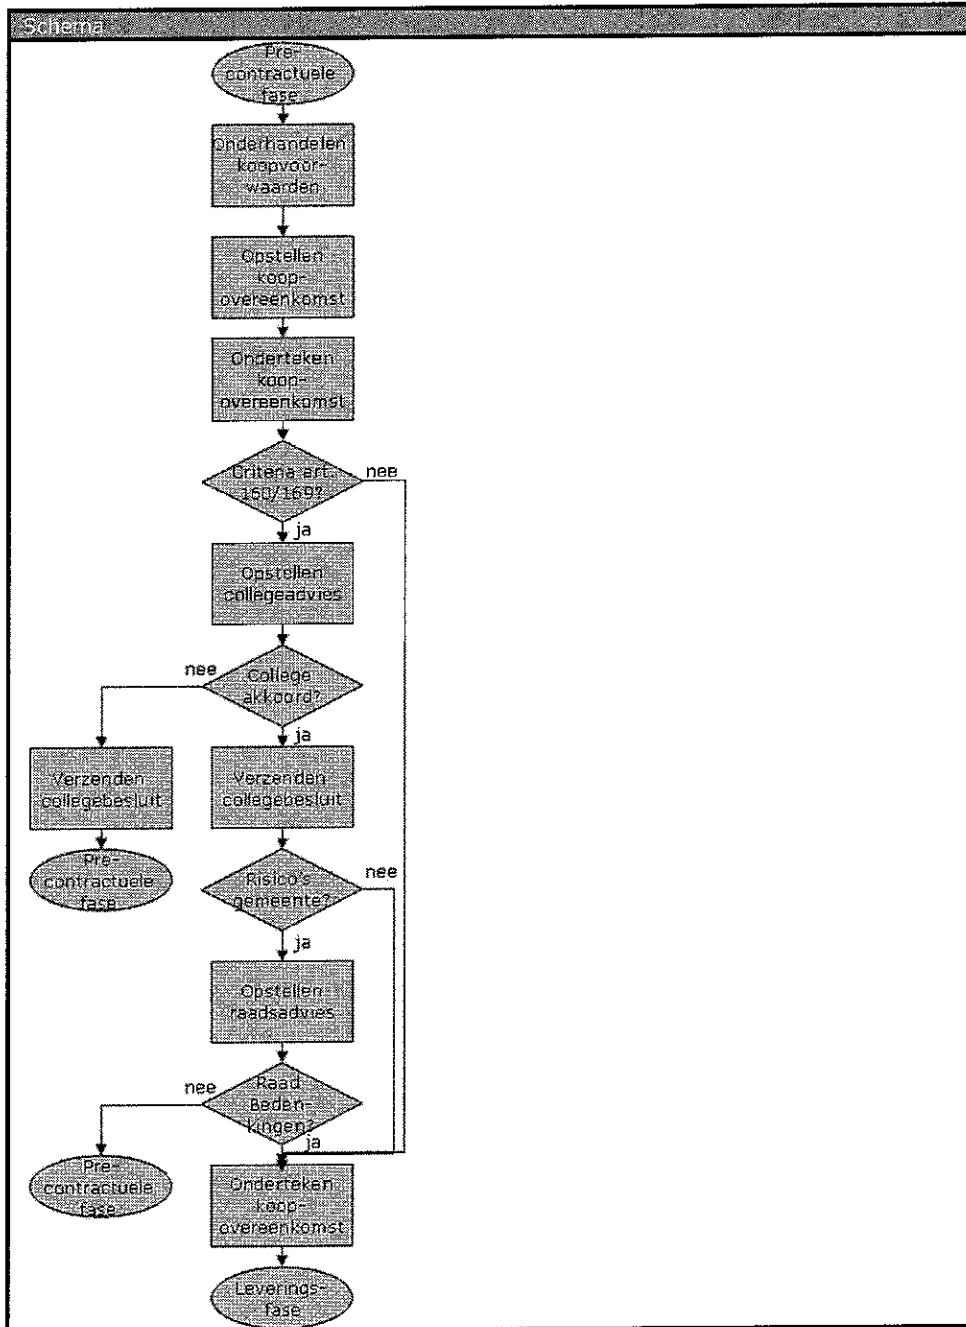 Schema
Pre-
contractuele
fase
Onderhandelen
koopvoor-
waarden
Opstellen
koop-
overeenkomst
Onderteken
koop-
overeenkomst
Criteria art.
160/169?
nee
ja
Opstellen
collegeadvies
nee
College
akkoord?
ja
Verzenden
collegebesluit
Verzenden
collegebesluit
Pre-
contractuele
fase
Risico's
gemeente?
nee
ja
Opstellen
raadsadvies
nee
Raad
Beden-
kingen?
ja
Pre-
contractuele
fase
Onderteken
koop-
overeenkomst
Leverings-
fase